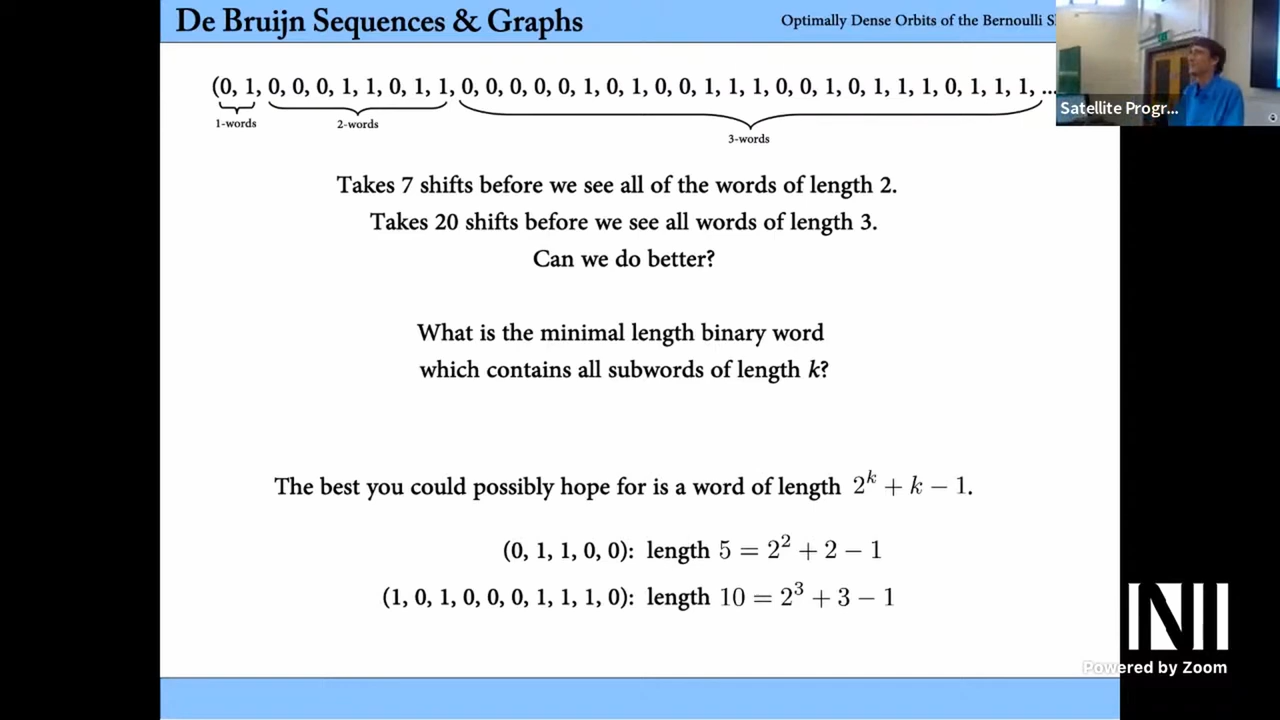 De Bruijn Sequences & Graphs
Optimally Dense Orbits of the Bernoulli S
(0, 1, 0, 0, 0, 1, 1, 0, 1, 1, 0, 0, 0, 0, 0, 1, 0, 1, 0, 0, 1, 1, 1, 0, 0, 1, 0, 1, 1, 1, 0, 1, 1, 1, ...
1-words
2-words
3-words
Satellite Progr...
Takes 7 shifts before we see all of the words of length 2.
Takes 20 shifts before we see all words of length 3.
Can we do better?
What is the minimal length binary word
which contains all subwords of length k?
The best you could possibly hope for is a word of length 2^k + k − 1.
(0, 1, 1, 0, 0): length 5 = 2² + 2 − 1
(1, 0, 1, 0, 0, 0, 1, 1, 1, 0): length 10 = 2³ + 3 − 1
INI
Powered by Zoom